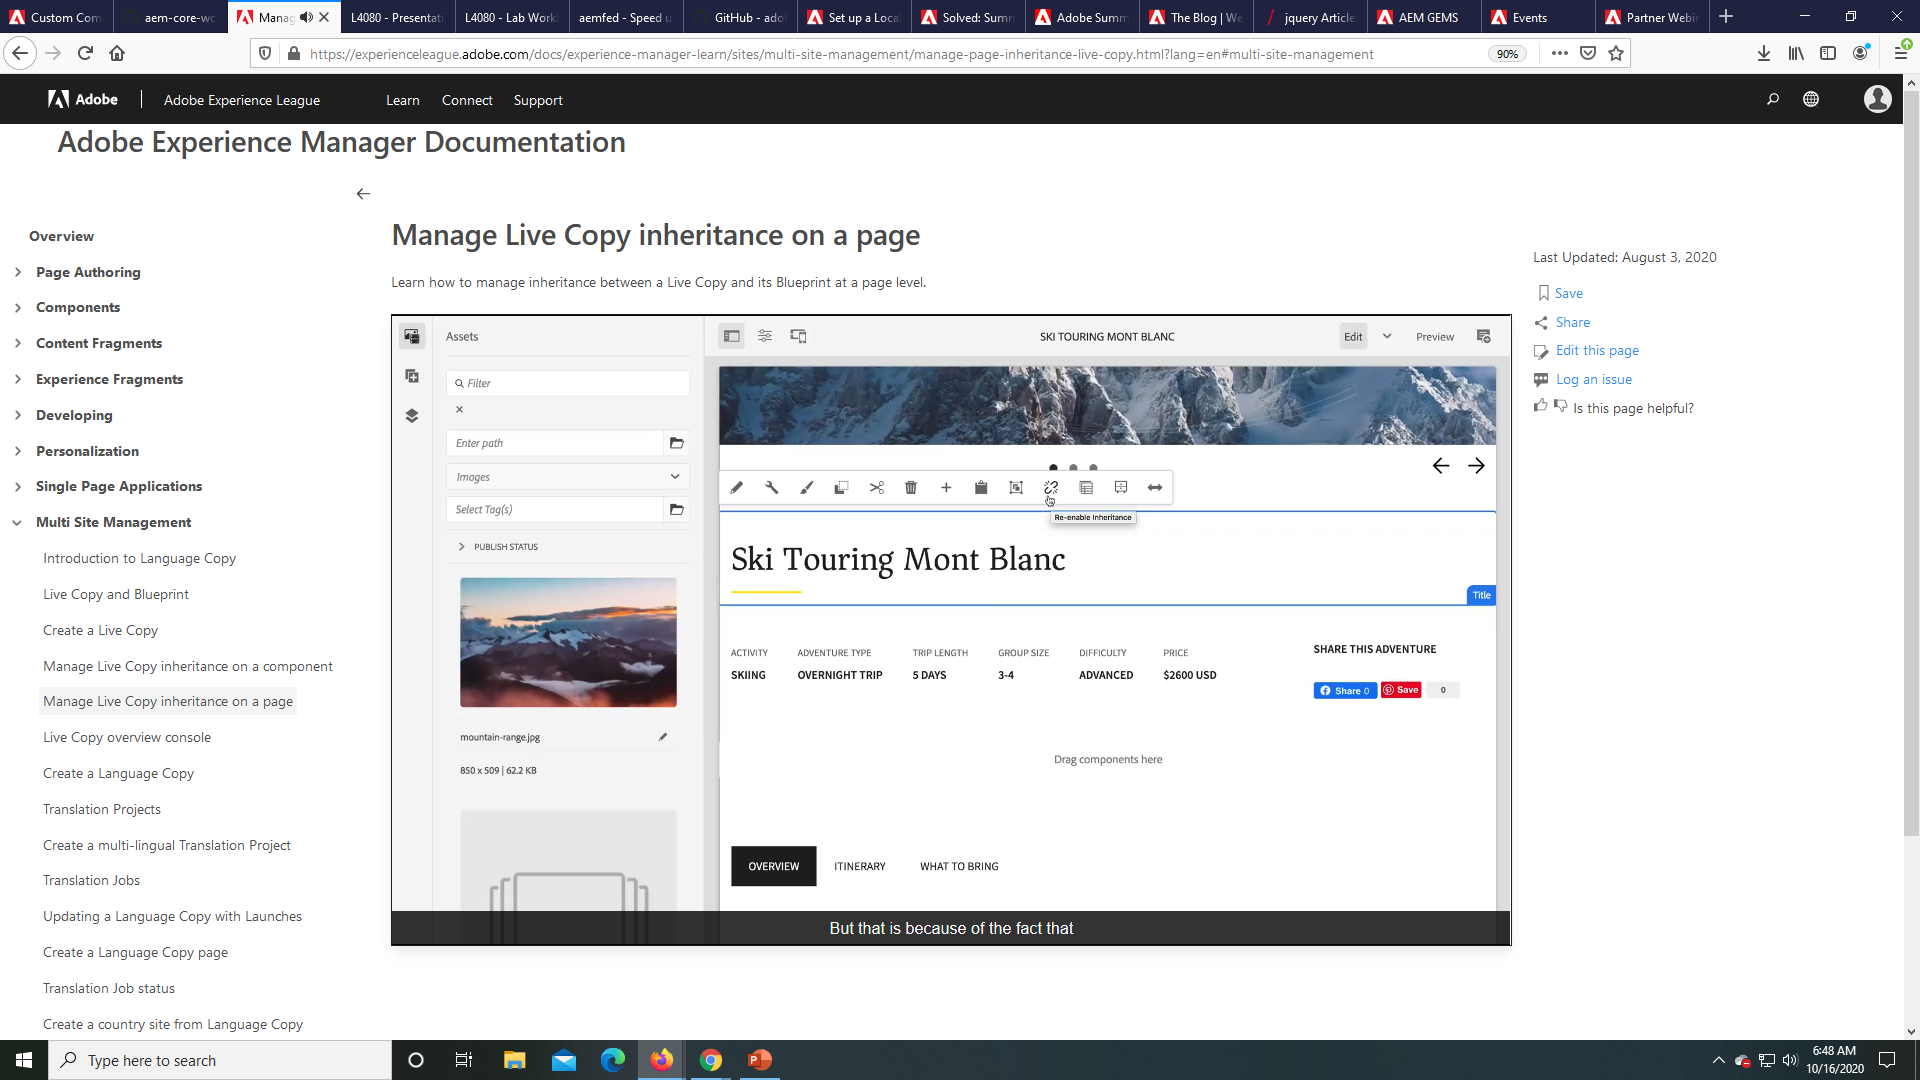 Custom Com
aem-core-wc
Manag
L4080 - Presentati
L4080 - Lab Work
aemfed - Speed u
GitHub - ado
Set up a Loca
Solved: Summ
Adobe Summ
The Blog | We
jquery Article
AEM GEMS
Events
Partner Webin
https://experienceleague.adobe.com/docs/experience-manager-learn/sites/multi-site-management/manage-page-inheritance-live-copy.html?lang=en#multi-site-management
90%
Adobe
Adobe Experience League
Learn
Connect
Support
Adobe Experience Manager Documentation
Overview
Page Authoring
Components
Content Fragments
Experience Fragments
Developing
Personalization
Single Page Applications
Multi Site Management
Introduction to Language Copy
Live Copy and Blueprint
Create a Live Copy
Manage Live Copy inheritance on a component
Manage Live Copy inheritance on a page
Live Copy overview console
Create a Language Copy
Translation Projects
Create a multi-lingual Translation Project
Translation Jobs
Updating a Language Copy with Launches
Create a Language Copy page
Translation Job status
Create a country site from Language Copy
Manage Live Copy inheritance on a page
Learn how to manage inheritance between a Live Copy and its Blueprint at a page level.
Assets
Filter
Enter path
Images
Select Tag(s)
PUBLISH STATUS
mountain-range.jpg
850 x 509 | 62.2 KB
SKI TOURING MONT BLANC
Edit
Preview
Re-enable Inheritance
Ski Touring Mont Blanc
Title
ACTIVITY
SKIING
ADVENTURE TYPE
OVERNIGHT TRIP
TRIP LENGTH
5 DAYS
GROUP SIZE
3-4
DIFFICULTY
ADVANCED
PRICE
$2600 USD
SHARE THIS ADVENTURE
Share 0
Save
0
Drag components here
OVERVIEW
ITINERARY
WHAT TO BRING
But that is because of the fact that
Last Updated: August 3, 2020
Save
Share
Edit this page
Log an issue
Is this page helpful?
Type here to search
6:48 AM
10/16/2020